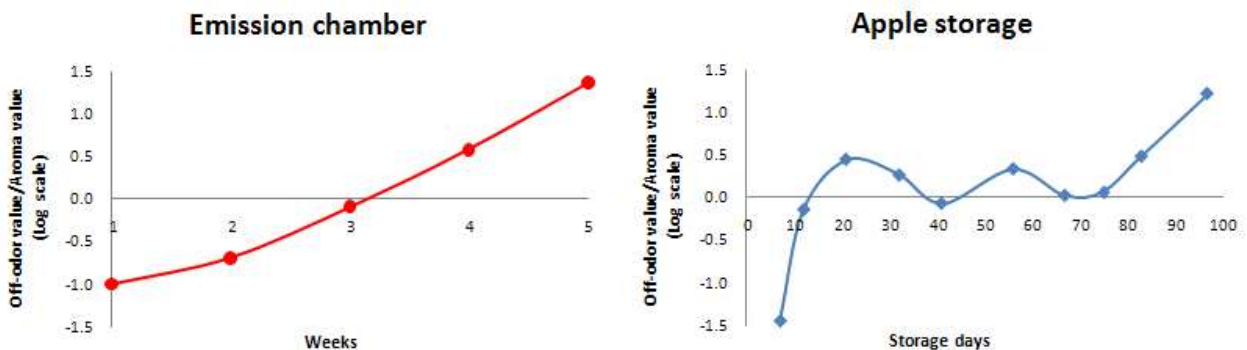 Emission chamber
Off-odor value/Aroma value
(Log scale)
1.5
1.0
0.5
0.0
-0.5
-1.0
-1.5
1 2 3 4 5
Weeks
Apple storage
Off-odor value/Aroma value
(Log scale)
1.5
1.0
0.5
0.0
-0.5
-1.0
-1.5
0 10 20 30 40 50 60 70 80 90 100
Storage days